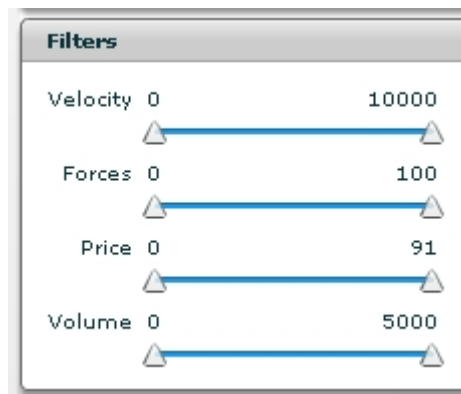 Filters
Velocity 0 10000
Forces 0 100
Price 0 91
Volume 0 5000